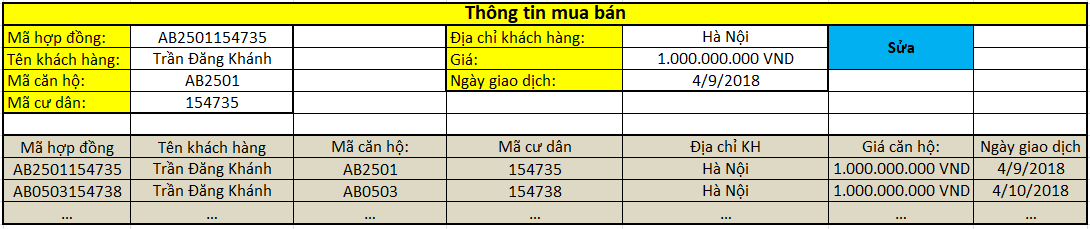 Thông tin mua bán
Mã hợp đồng: AB2501154735 Địa chỉ khách hàng: Hà Nội Sửa
Tên khách hàng: Trần Đăng Khánh Giá: 1.000.000.000 VND
Mã căn hộ: AB2501 Ngày giao dịch: 4/9/2018
Mã cư dân: 154735
Mã hợp đồng Tên khách hàng Mã căn hộ: Mã cư dân Địa chỉ KH Giá căn hộ: Ngày giao dịch
AB2501154735 Trần Đăng Khánh AB2501 154735 Hà Nội 1.000.000.000 VND 4/9/2018
AB0503154738 Trần Đăng Khánh AB0503 154738 Hà Nội 1.000.000.000 VND 4/10/2018
... ... ... ... ... ... ...